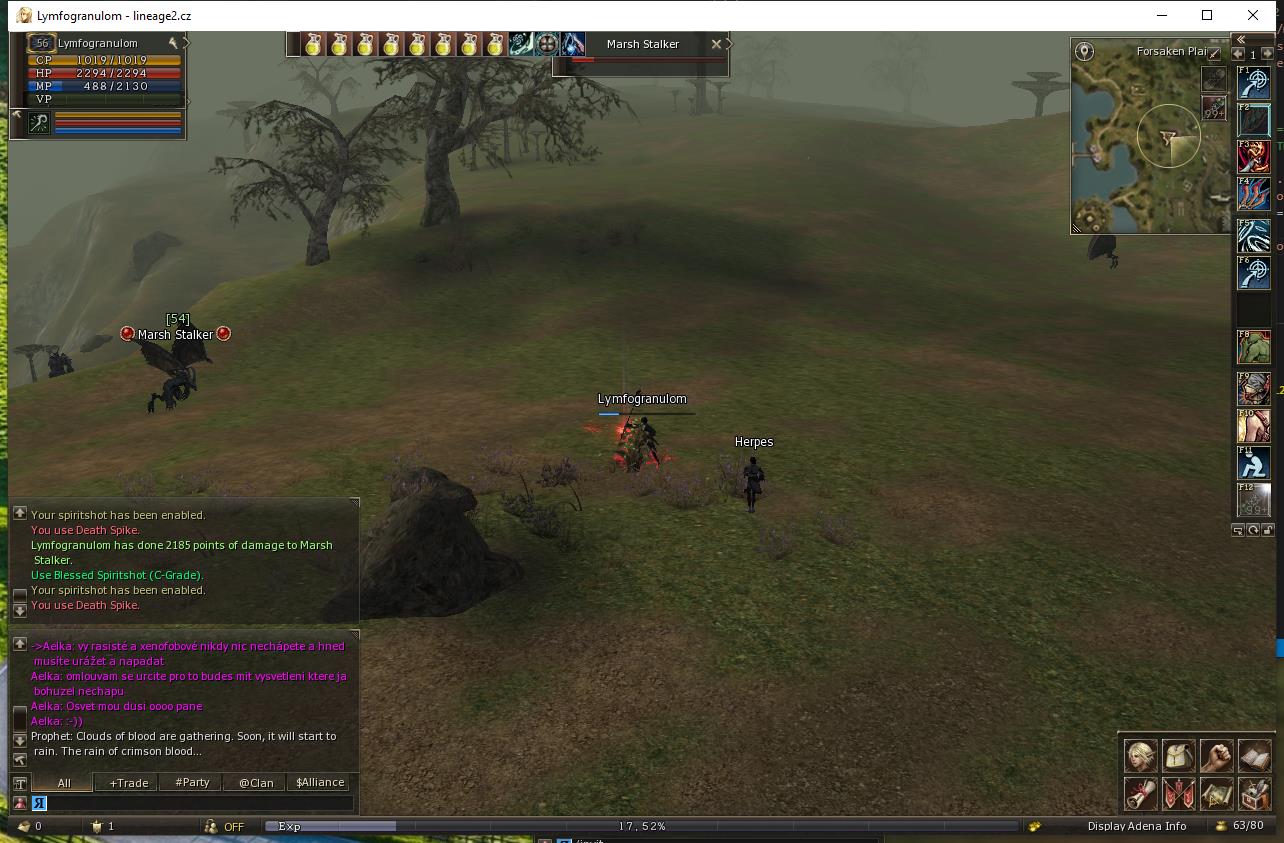 Lymfogranulom - lineage2.cz
56 Lymfogranulom
CP 1019/1019
HP 2294/2294
MP 488/2130
VP
Marsh Stalker
Forsaken Plai
1
99+
F1
F2
F3
F4
F5
F6
F8
F9
F10
F11
F12
99+
[54]
Marsh Stalker
Lymfogranulom
Herpes
Your spiritshot has been enabled.
You use Death Spike.
Lymfogranulom has done 2185 points of damage to Marsh
Stalker.
Use Blessed Spiritshot (C-Grade).
Your spiritshot has been enabled.
You use Death Spike.
->Aelka: vy rasisté a xenofobové nikdy nic nechápete a hned
musíte urážet a napadat
Aelka: omlouvam se urcite pro to budes mit vysvetleni ktere ja
bohuzel nechapu
Aelka: Osvet mou dusi oooo pane
Aelka: :-))
Prophet: Clouds of blood are gathering. Soon, it will start to
rain. The rain of crimson blood...
All +Trade #Party @Clan $Alliance
Я
0 1 OFF Exp 17,52% Display Adena Info 63/80
/invit